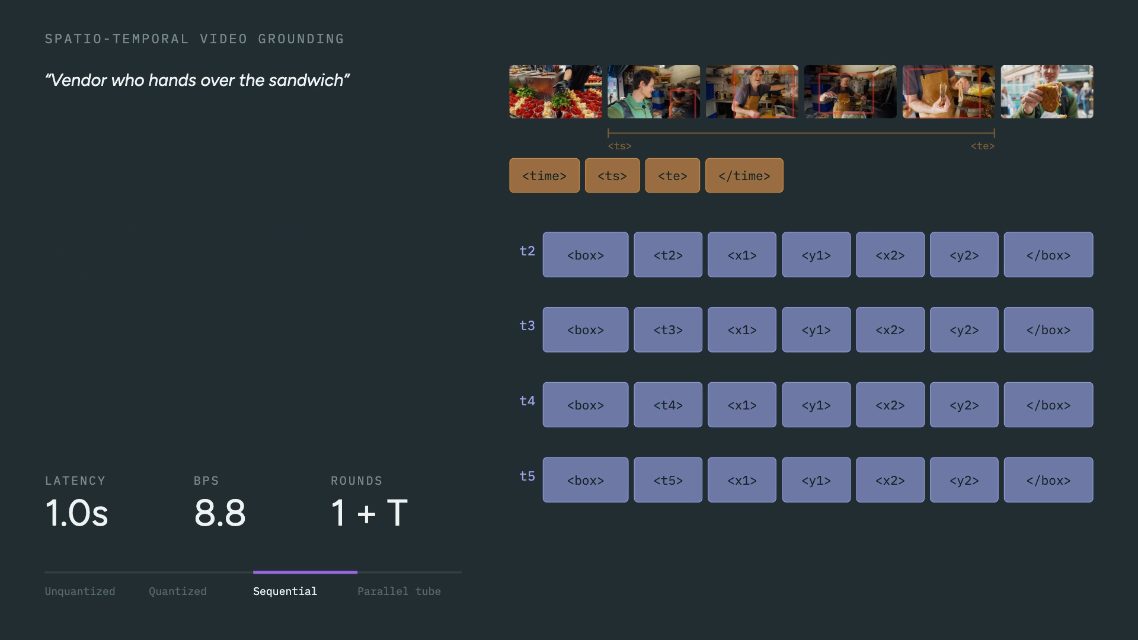 SPATIO-TEMPORAL VIDEO GROUNDING
“Vendor who hands over the sandwich”
<ts> <te>
<time> <ts> <te> </time>
t2 <box> <t2> <x1> <y1> <x2> <y2> </box>
t3 <box> <t3> <x1> <y1> <x2> <y2> </box>
t4 <box> <t4> <x1> <y1> <x2> <y2> </box>
t5 <box> <t5> <x1> <y1> <x2> <y2> </box>
LATENCY BPS ROUNDS
1.0s 8.8 1 + T
Unquantized Quantized Sequential Parallel tube